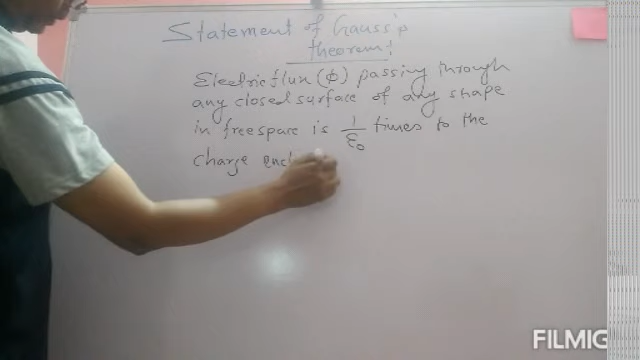 Statement of Gauss's
theorem:
Electric flux (ϕ) passing through
any closed surface of any shape
in free space is 1/ε₀ times to the
charge encl
FILMIG